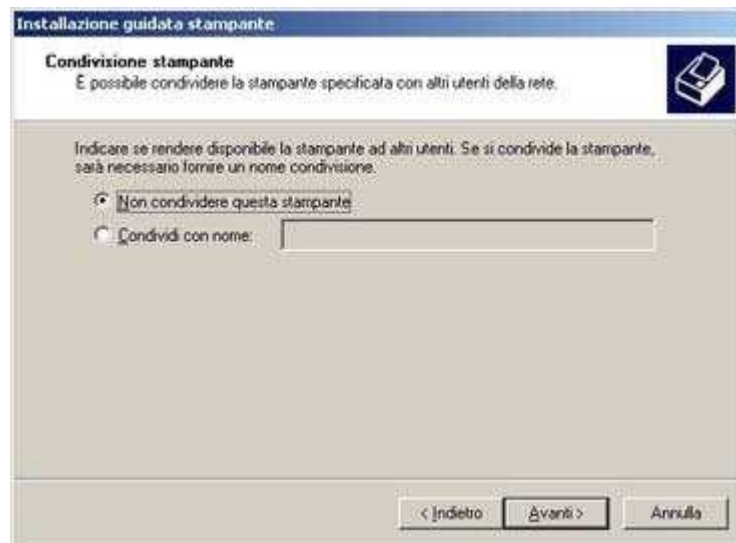 Installazione guidata stampante
Condivisione stampante
È possibile condividere la stampante specificata con altri utenti della rete.
Indicare se rendere disponibile la stampante ad altri utenti. Se si condivide la stampante,
sarà necessario fornire un nome condivisione.
Non condividere questa stampante
Condividi con nome:
< Indietro Avanti > Annulla